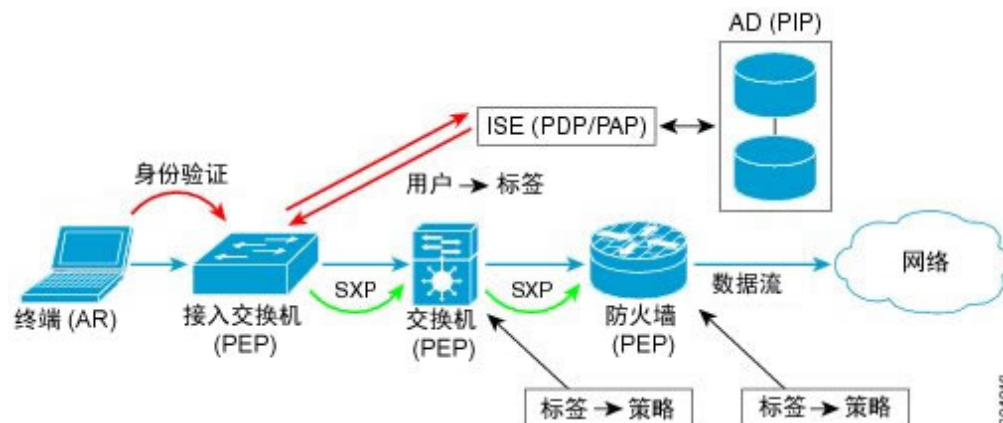 AD (PIP)
ISE (PDP/PAP)
身份验证
用户 → 标签
SXP
SXP
数据流
网络
终端 (AR)
接入交换机
(PEP)
交换机
(PEP)
防火墙
(PEP)
标签 → 策略
标签 → 策略